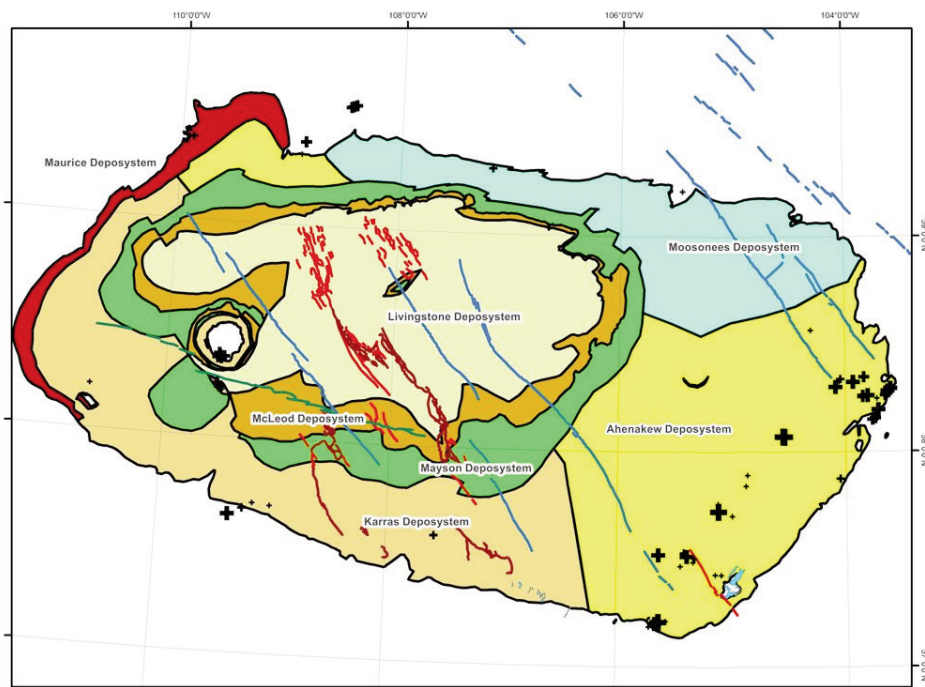 110°0'0"W 108°0'0"W 106°0'0"W 104°0'0"W
Maurice Deposystem
Moosonees Deposystem
Livingstone Deposystem
McLeod Deposystem
Ahenakew Deposystem
Mayson Deposystem
Karras Deposystem